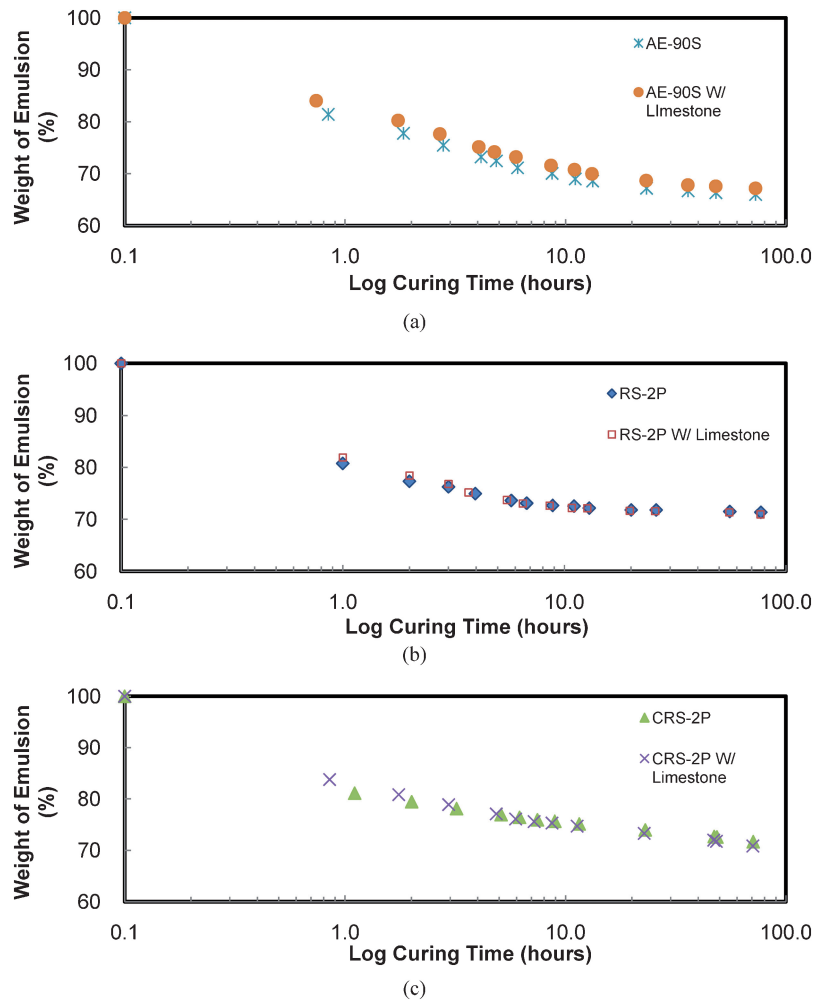 100
90
80
70
60
Weight of Emulsion
(%)
AE-90S
AE-90S W/
LImestone
0.1
1.0
10.0
100.0
Log Curing Time (hours)
(a)
100
90
80
70
60
Weight of Emulsion
(%)
RS-2P
RS-2P W/ Limestone
0.1
1.0
10.0
100.0
Log Curing Time (hours)
(b)
100
90
80
70
60
Weight of Emulsion
(%)
CRS-2P
CRS-2P W/
Limestone
0.1
1.0
10.0
100.0
Log Curing Time (hours)
(c)